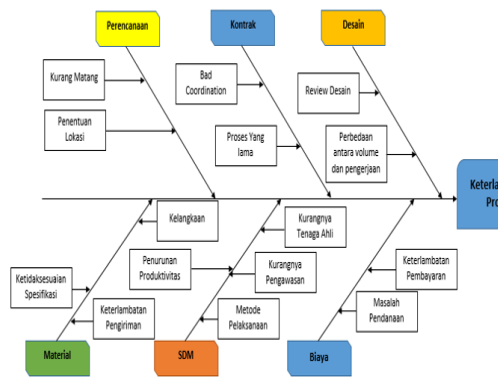 Perencanaan
Kontrak
Desain
Kurang Matang
Bad
Coordination
Review Desain
Penentuan
Lokasi
Proses Yang
lama
Perbedaan
antara volume
dan pengerjaan
Kelangkaan
Kurangnya
Tenaga Ahli
Penurunan
Produktivitas
Kurangnya
Pengawasan
Keterlambatan
Pembayaran
Ketidaksesuaian
Spesifikasi
Keterlambatan
Pengiriman
Metode
Pelaksanaan
Masalah
Pendanaan
Material
SDM
Biaya